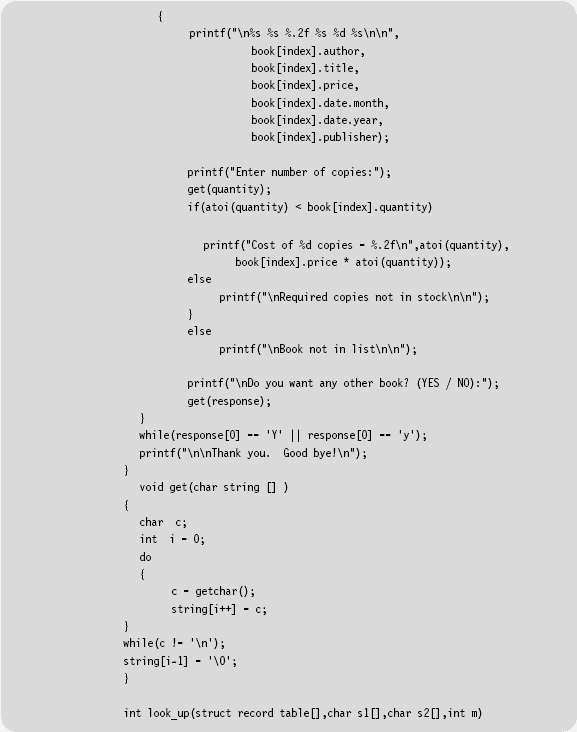 {
printf("\n%s %s %.2f %s %d %s\n\n",
book[index].author,
book[index].title,
book[index].price,
book[index].date.month,
book[index].date.year,
book[index].publisher);
printf("Enter number of copies:");
get(quantity);
if(atoi(quantity) < book[index].quantity)
printf("Cost of %d copies = %.2f\n",atoi(quantity),
book[index].price * atoi(quantity));
else
printf("\nRequired copies not in stock\n\n");
}
else
printf("\nBook not in list\n\n");
printf("\nDo you want any other book? (YES / NO):");
get(response);
}
while(response[0] == 'Y' || response[0] == 'y');
printf("\n\nThank you.  Good bye!\n");
}
void get(char string [] )
{
char  c;
int  i = 0;
do
{
c = getchar();
string[i++] = c;
}
while(c != '\n');
string[i-1] = '\0';
}
int look_up(struct record table[],char s1[],char s2[],int m)